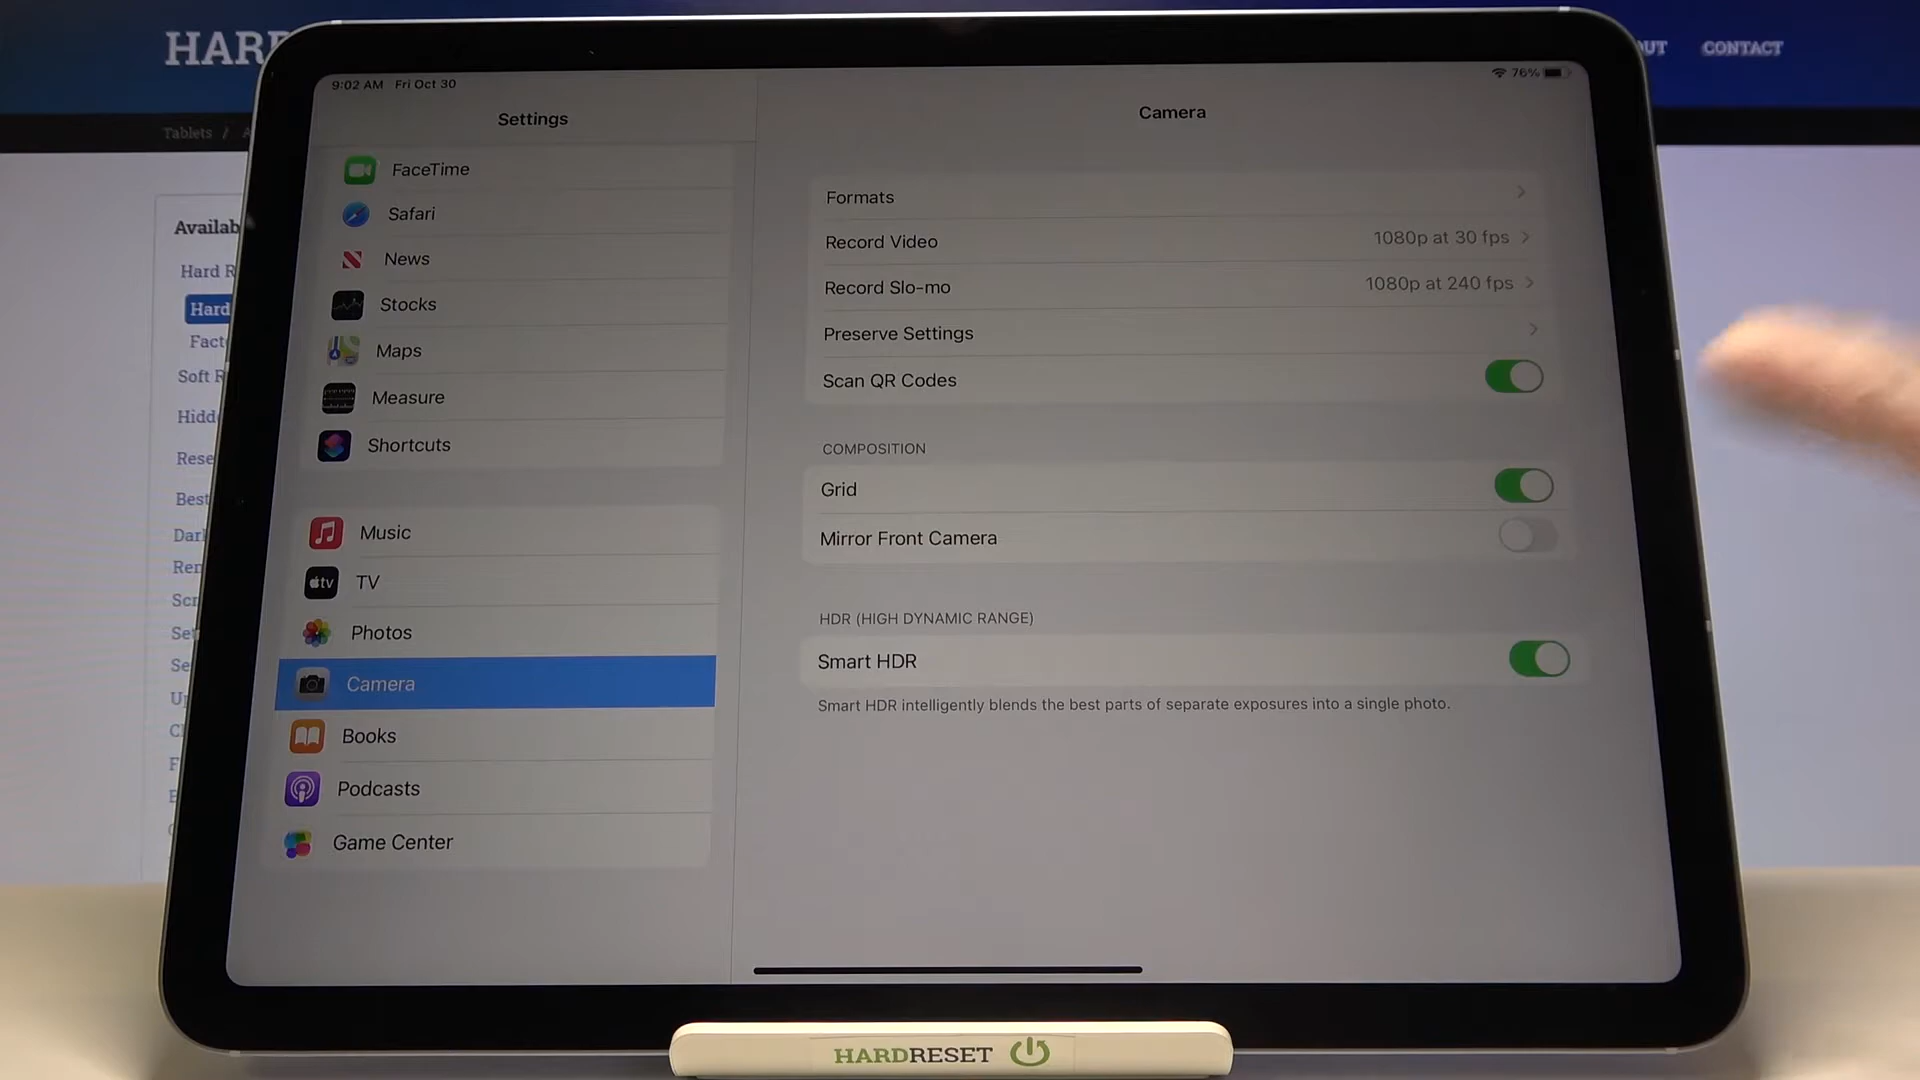 HARD
OUT CONTACT
Tablets /
Availab
Hard R
Hard
Fact
Soft R
Hidd
Rese
Best
Dar
Ren
Scr
Set
Se
Up
9:02 AM Fri Oct 30
76%
Settings
FaceTime
Safari
News
Stocks
Maps
Measure
Shortcuts
Music
tv TV
Photos
Camera
Books
Podcasts
Game Center
Camera
Formats
Record Video 1080p at 30 fps
Record Slo-mo 1080p at 240 fps
Preserve Settings
Scan QR Codes
COMPOSITION
Grid
Mirror Front Camera
HDR (HIGH DYNAMIC RANGE)
Smart HDR
Smart HDR intelligently blends the best parts of separate exposures into a single photo.
HARDRESET